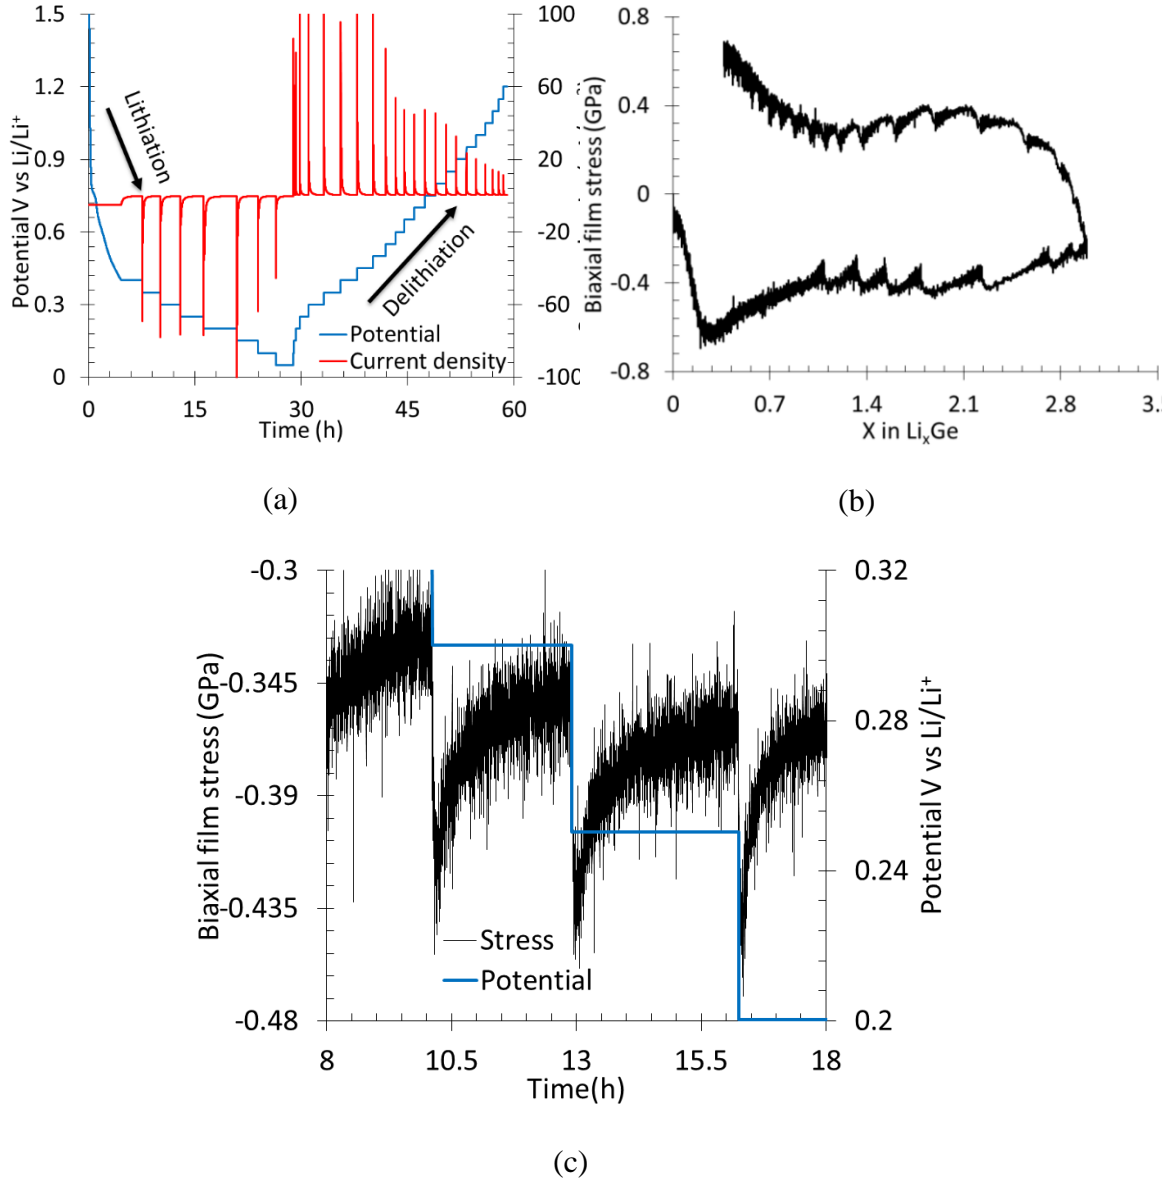 1.5
1.2
0.9
0.6
0.3
0
Potential V vs Li/Li⁺
100
60
20
-20
-60
-100
0
15
30
45
60
Time (h)
Lithiation
Delithiation
Potential
Current density
(a)
0.8
0.4
0
-0.4
-0.8
Biaxial film stress (GPa)
0
0.7
1.4
2.1
2.8
3.5
X in LiₓGe
(b)
-0.3
-0.345
-0.39
-0.435
-0.48
Biaxial film stress (GPa)
0.32
0.28
0.24
0.2
Potential V vs Li/Li⁺
8
10.5
13
15.5
18
Time(h)
Stress
Potential
(c)